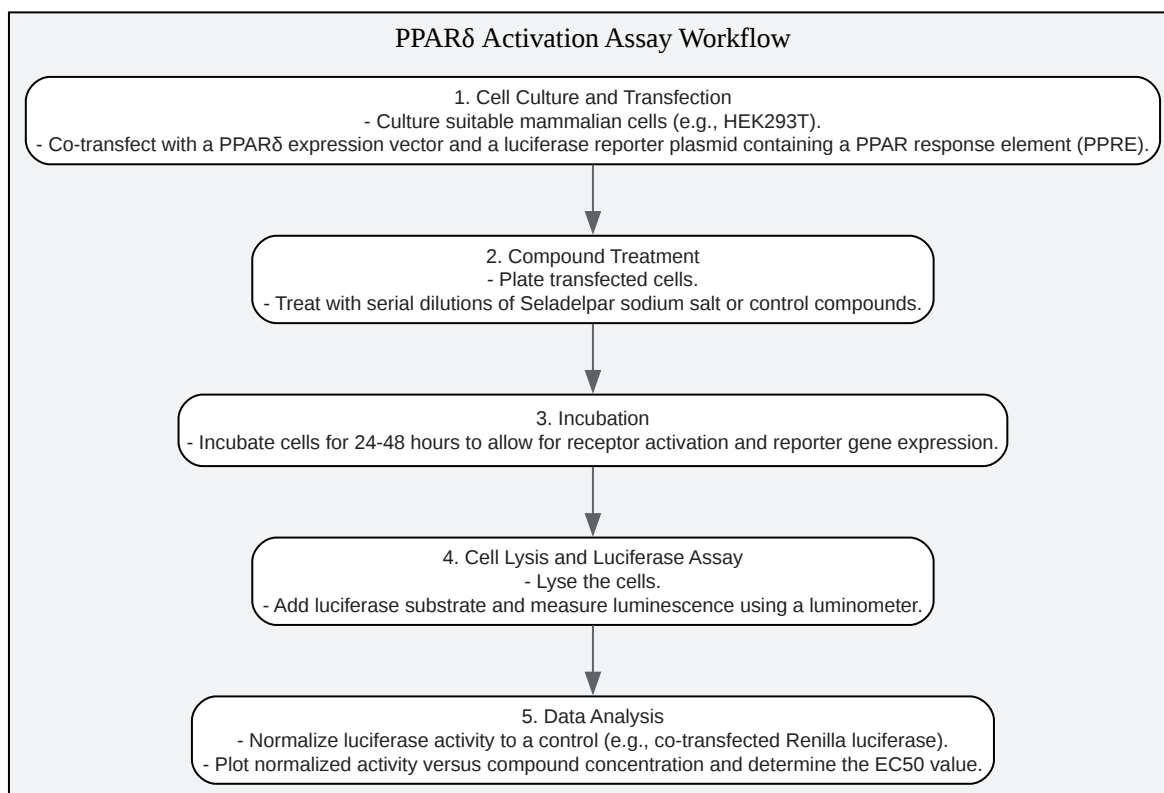 PPARδ Activation Assay Workflow
1. Cell Culture and Transfection
- Culture suitable mammalian cells (e.g., HEK293T).
- Co-transfect with a PPARδ expression vector and a luciferase reporter plasmid containing a PPAR response element (PPRE).
2. Compound Treatment
- Plate transfected cells.
- Treat with serial dilutions of Seladelpar sodium salt or control compounds.
3. Incubation
- Incubate cells for 24-48 hours to allow for receptor activation and reporter gene expression.
4. Cell Lysis and Luciferase Assay
- Lyse the cells.
- Add luciferase substrate and measure luminescence using a luminometer.
5. Data Analysis
- Normalize luciferase activity to a control (e.g., co-transfected Renilla luciferase).
- Plot normalized activity versus compound concentration and determine the EC50 value.